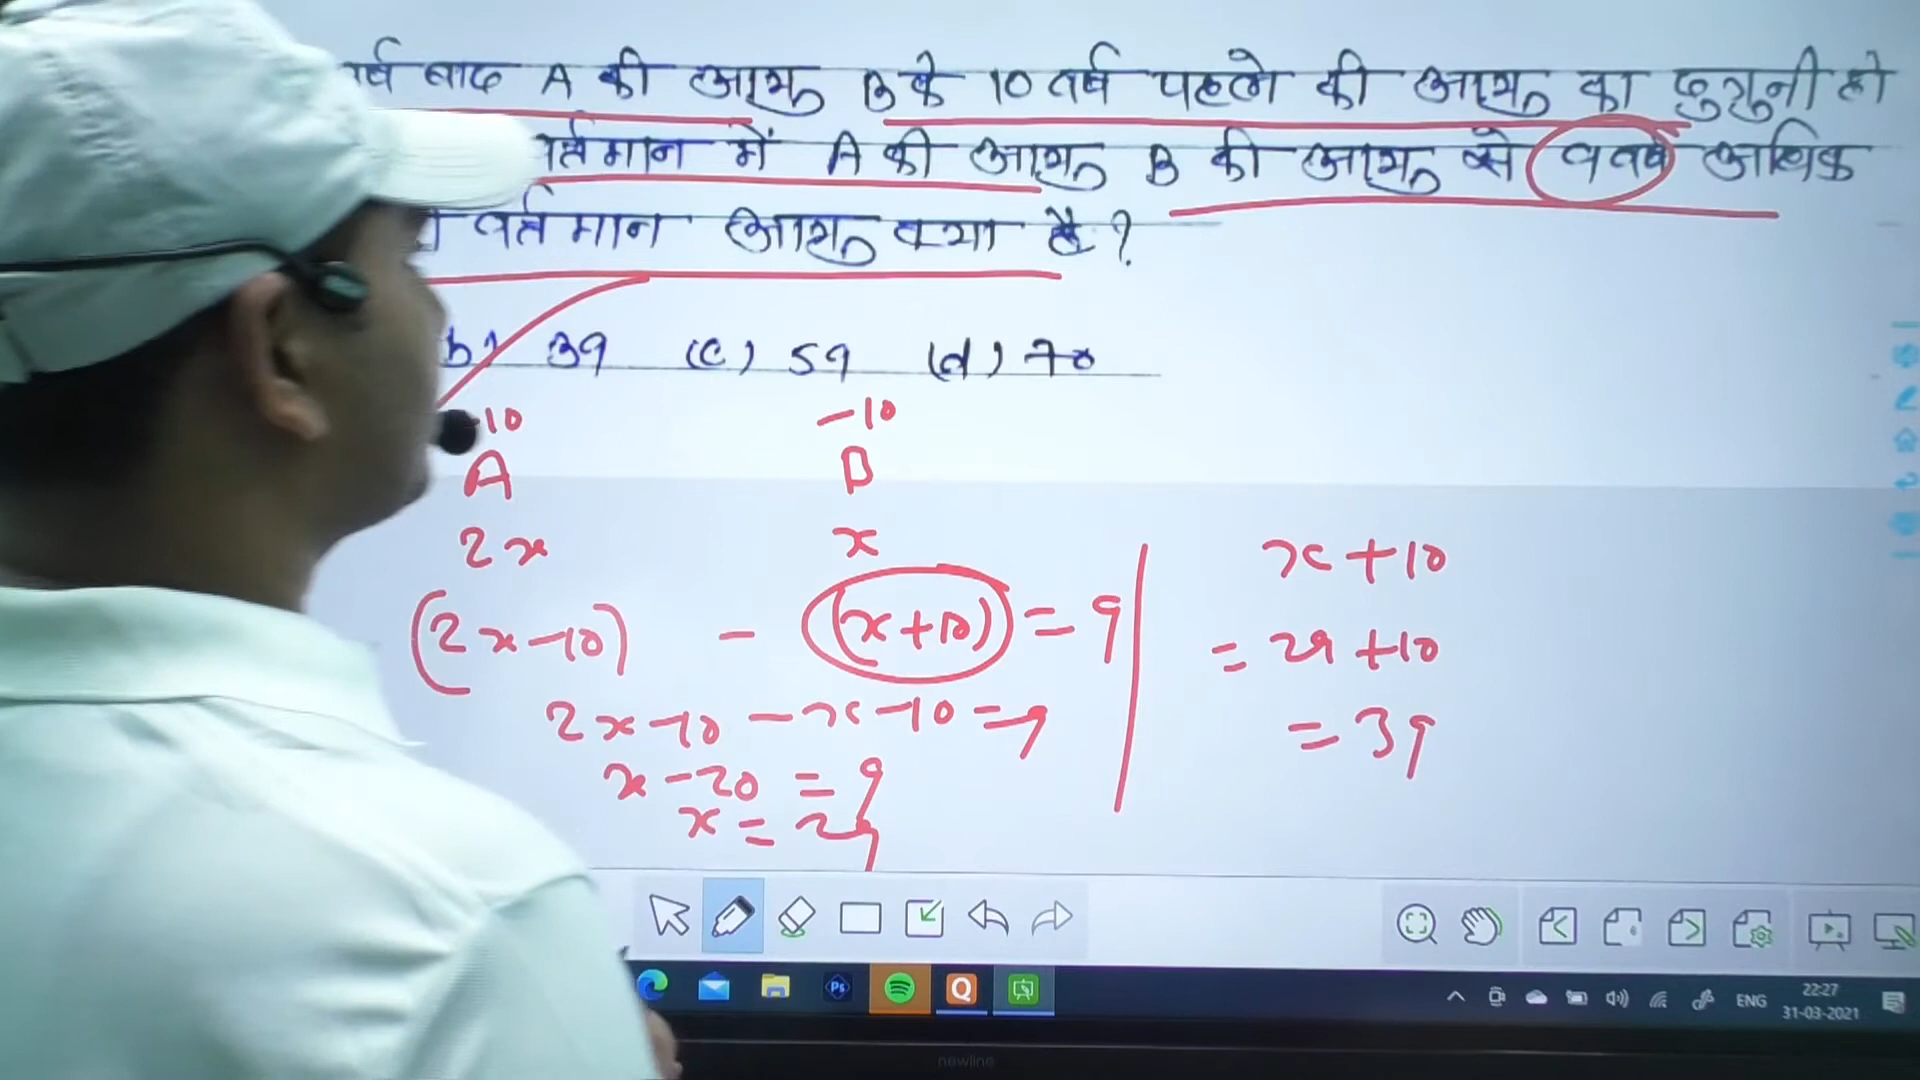 र्ष बाद A की आयु B के 10 वर्ष पहले की आयु का दुगुनी हो
वर्तमान में A की आयु B की आयु से 9 वर्ष अधिक
वर्तमान आयु क्या है?
b) 39 (c) 59 (d) 70
-10 -10
A B
2x x
(2x-10) - (x+10) = 9
2x-10-x-10=9
x-20 = 9
x = 29
x+10
= 29+10
= 39
ENG
22:27
31-03-2021
newline